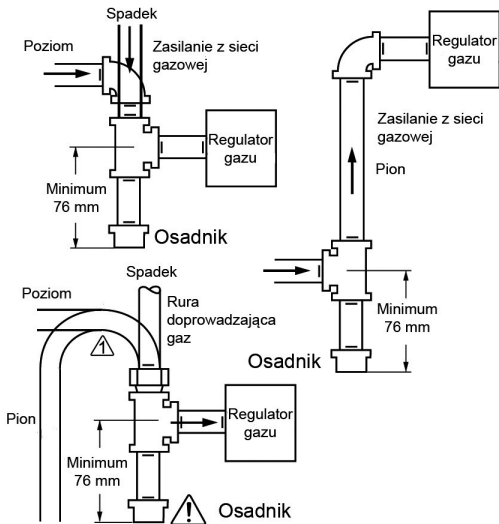 Spadek
Poziom
Zasilanie z sieci
gazowej
Regulator
gazu
Minimum
76 mm
Osadnik
Regulator
gazu
Zasilanie z sieci
gazowej
Pion
Minimum
76 mm
Osadnik
Spadek
Poziom
Rura
doprowadzająca
gaz
1
Pion
Regulator
gazu
Minimum
76 mm
! Osadnik